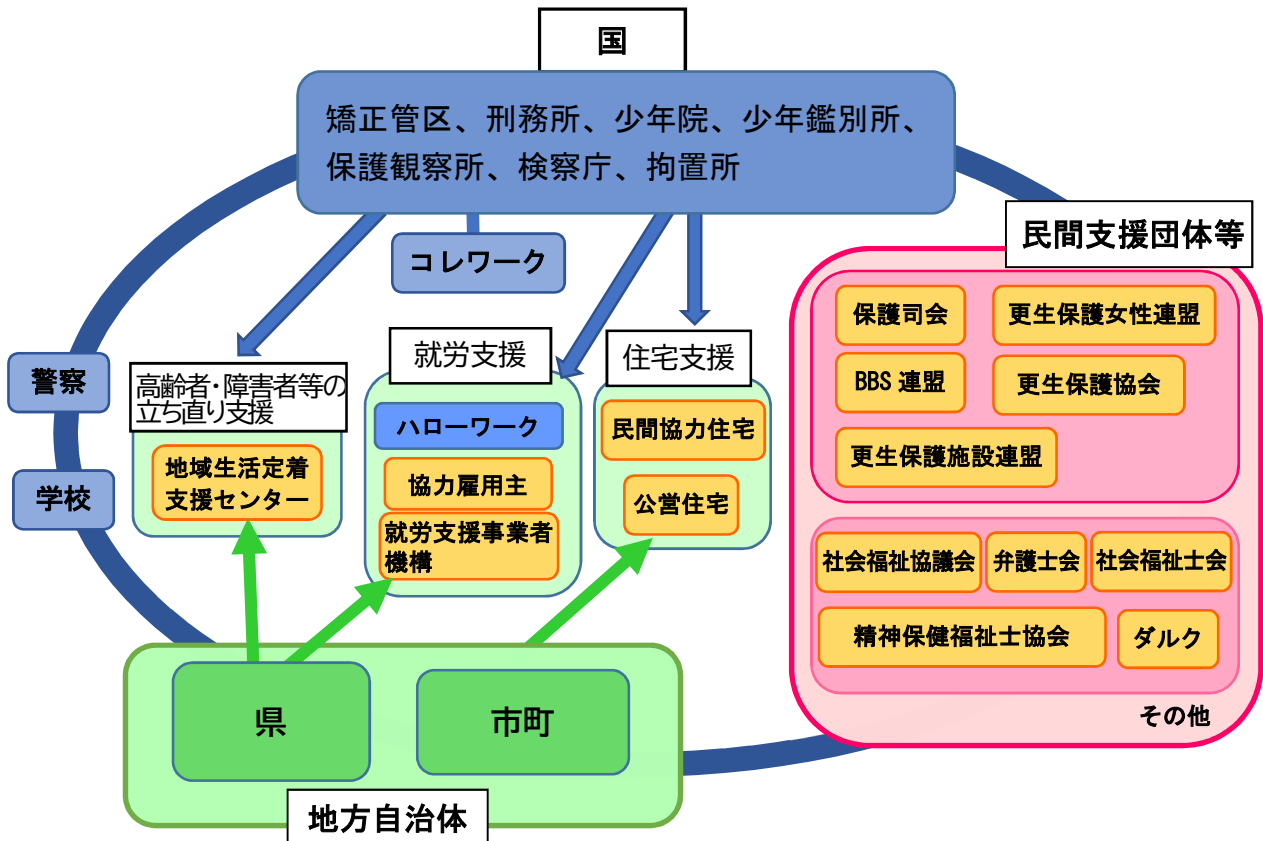 国
矯正管区、刑務所、少年院、少年鑑別所、
保護観察所、検察庁、拘置所
コレワーク
民間支援団体等
保護司会
更生保護女性連盟
BBS 連盟
更生保護協会
更生保護施設連盟
社会福祉協議会
弁護士会
社会福祉士会
精神保健福祉士協会
ダルク
その他
警察
学校
高齢者・障害者等の
立ち直り支援
地域生活定着
支援センター
就労支援
ハローワーク
協力雇用主
就労支援事業者
機構
住宅支援
民間協力住宅
公営住宅
県
市町
地方自治体